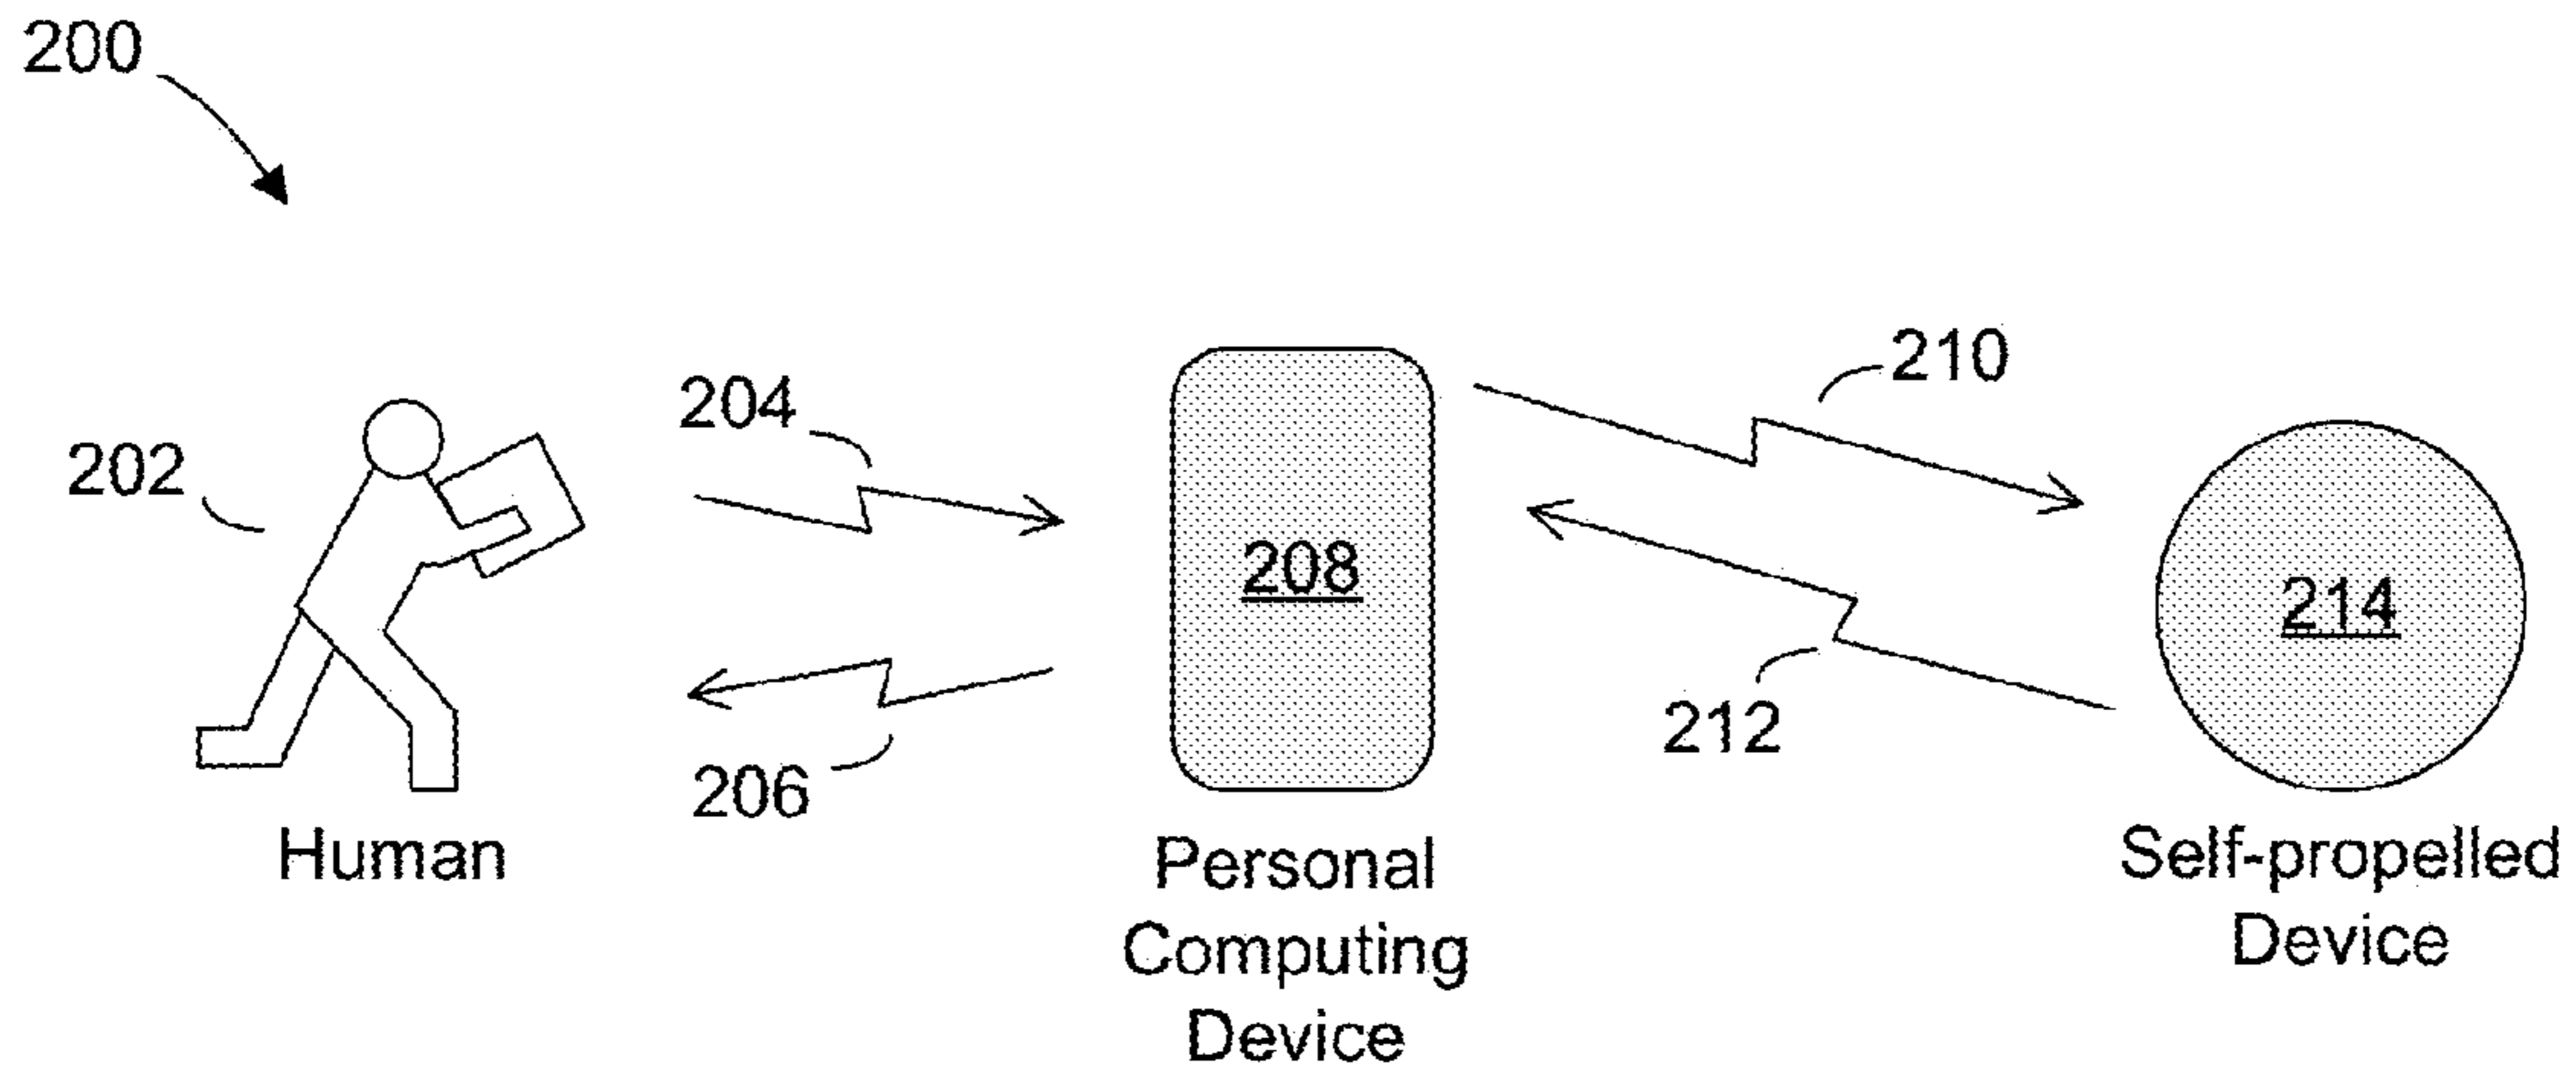 200
210
204
202
208
214
212
206
Human
Personal
Computing
Device
Self-propelled
Device